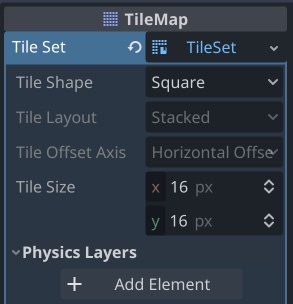 TileMap
Tile Set TileSet
Tile Shape Square
Tile Layout Stacked
Tile Offset Axis Horizontal Offse
Tile Size x 16 px
y 16 px
Physics Layers
+ Add Element